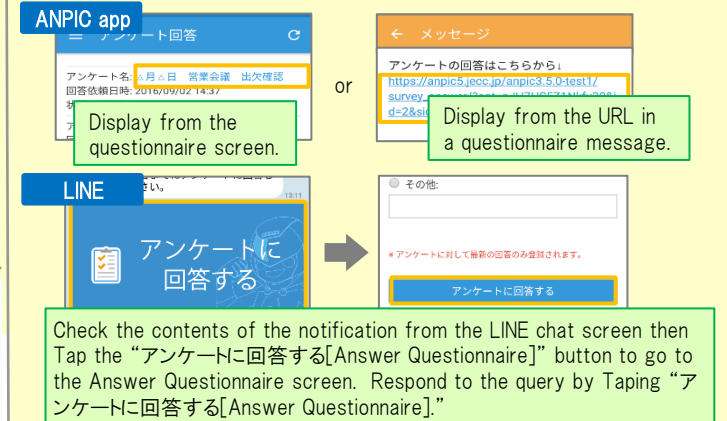 ANPIC app
アンケート回答
アンケート名: △月△日 営業会議 出欠確認
回答依頼日時: 2016/09/02 14:37
Display from the
questionnaire screen.
or
メッセージ
アンケートの回答はこちらから↓
https://anpic5.jecc.jp/anpic3.5.0-test1/
d=2&si
Display from the URL in
a questionnaire message.
LINE
さい。
13:11
アンケートに
回答する
その他:
* アンケートに対して最新の回答のみ登録されます。
アンケートに回答する
Check the contents of the notification from the LINE chat screen then
Tap the “アンケートに回答する[Answer Questionnaire]” button to go to
the Answer Questionnaire screen. Respond to the query by Taping “ア
ンケートに回答する[Answer Questionnaire].”